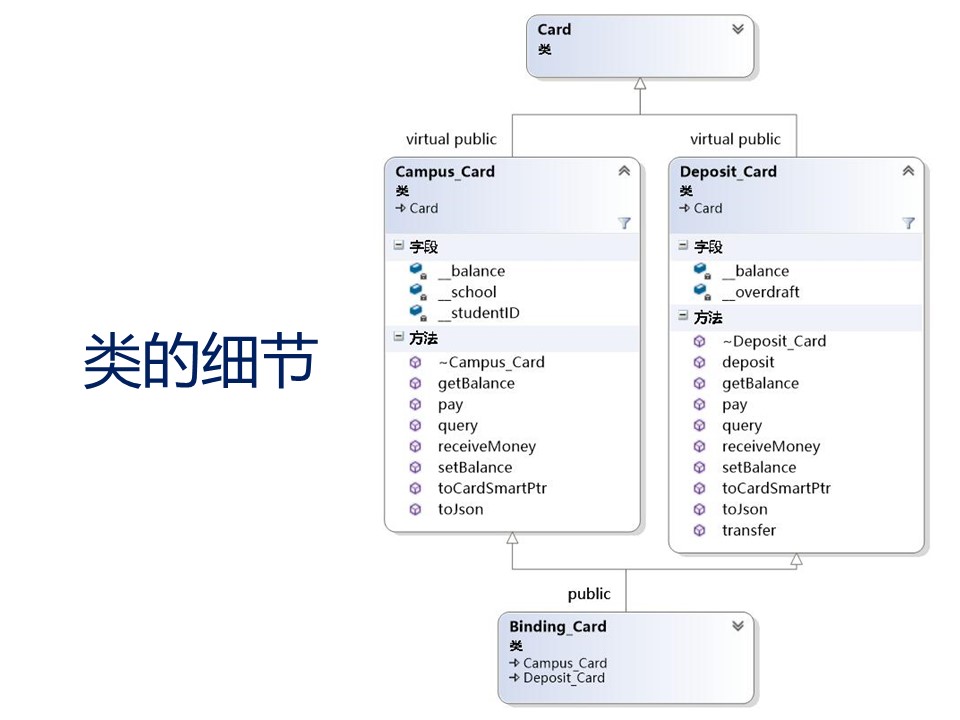 类的细节
Card
类
virtual public
virtual public
Campus_Card
类
Card
字段
__balance
__school
__studentID
方法
~Campus_Card
getBalance
pay
query
receiveMoney
setBalance
toCardSmartPtr
toJson
Deposit_Card
类
Card
字段
__balance
__overdraft
方法
~Deposit_Card
deposit
getBalance
pay
query
receiveMoney
setBalance
toCardSmartPtr
toJson
transfer
public
Binding_Card
类
Campus_Card
Deposit_Card